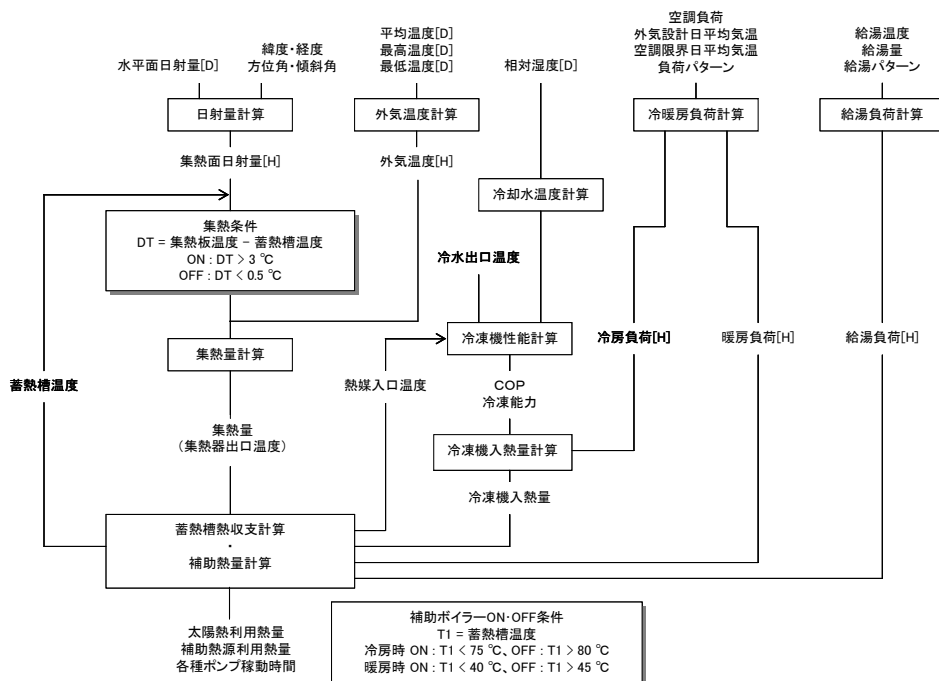 水平面日射量[D]
緯度・経度
方位角・傾斜角
平均温度[D]
最高温度[D]
最低温度[D]
相対湿度[D]
空調負荷
外気設計日平均気温
空調限界日平均気温
負荷パターン
給湯温度
給湯量
給湯パターン
日射量計算
外気温度計算
冷暖房負荷計算
給湯負荷計算
集熱面日射量[H]
外気温度[H]
冷却水温度計算
集熱条件
DT = 集熱板温度 − 蓄熱槽温度
ON : DT > 3 ℃
OFF : DT < 0.5 ℃
冷水出口温度
集熱量計算
冷凍機性能計算
冷房負荷[H]
暖房負荷[H]
給湯負荷[H]
蓄熱槽温度
熱媒入口温度
COP
冷凍能力
集熱量
(集熱器出口温度)
冷凍機入熱量計算
冷凍機入熱量
蓄熱槽熱収支計算
・
補助熱量計算
太陽熱利用熱量
補助熱源利用熱量
各種ポンプ稼動時間
補助ボイラーON・OFF条件
T1 = 蓄熱槽温度
冷房時 ON : T1 < 75 ℃、OFF : T1 > 80 ℃
暖房時 ON : T1 < 40 ℃、OFF : T1 > 45 ℃